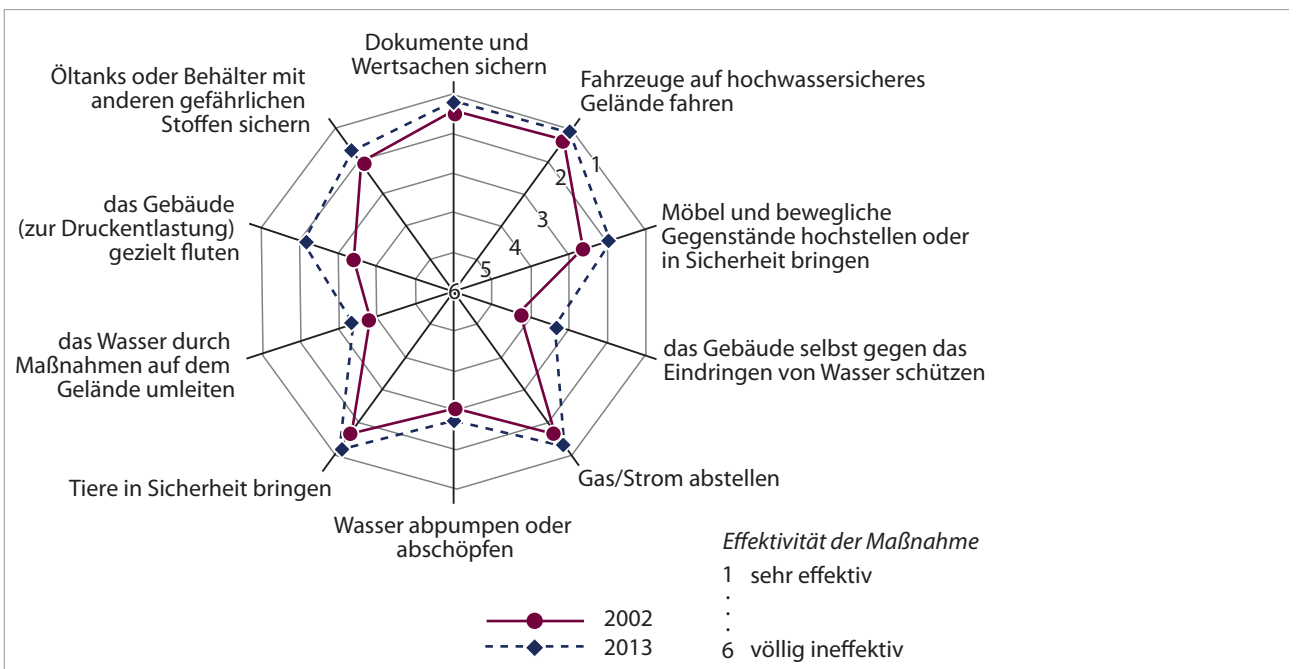 Dokumente und
Wertsachen sichern
Fahrzeuge auf hochwassersicheres
Gelände fahren
Möbel und bewegliche
Gegenstände hochstellen oder
in Sicherheit bringen
das Gebäude selbst gegen das
Eindringen von Wasser schützen
Gas/Strom abstellen
Wasser abpumpen oder
abschöpfen
Tiere in Sicherheit bringen
das Wasser durch
Maßnahmen auf dem
Gelände umleiten
das Gebäude
(zur Druckentlastung)
gezielt fluten
Öltanks oder Behälter mit
anderen gefährlichen
Stoffen sichern
1
2
3
4
5
6
2002
2013
Effektivität der Maßnahme
1 sehr effektiv
.
.
.
6 völlig ineffektiv